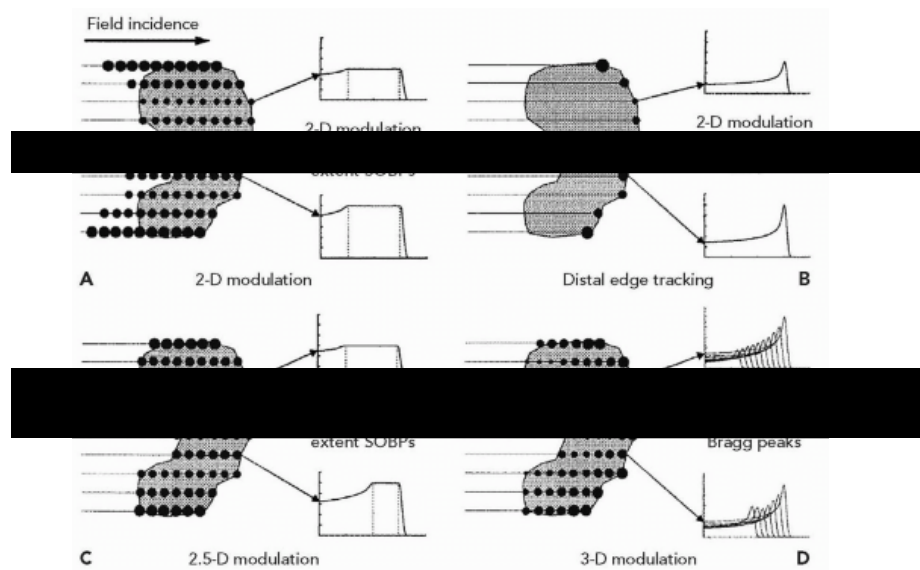 Field incidence
2-D modulation
2-D modulation
extent SOBPs
A
2-D modulation
Distal edge tracking
B
extent SOBPs
Bragg peaks
C
2.5-D modulation
3-D modulation
D